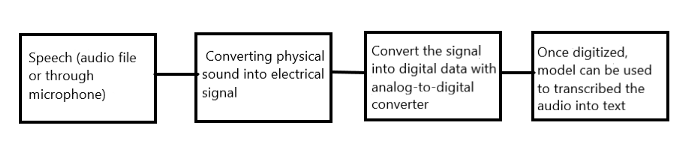 Speech (audio file
or through
microphone)
Converting physical
sound into electrical
signal
Convert the signal
into digital data with
analog-to-digital
converter
Once digitized,
model can be used
to transcribed the
audio into text